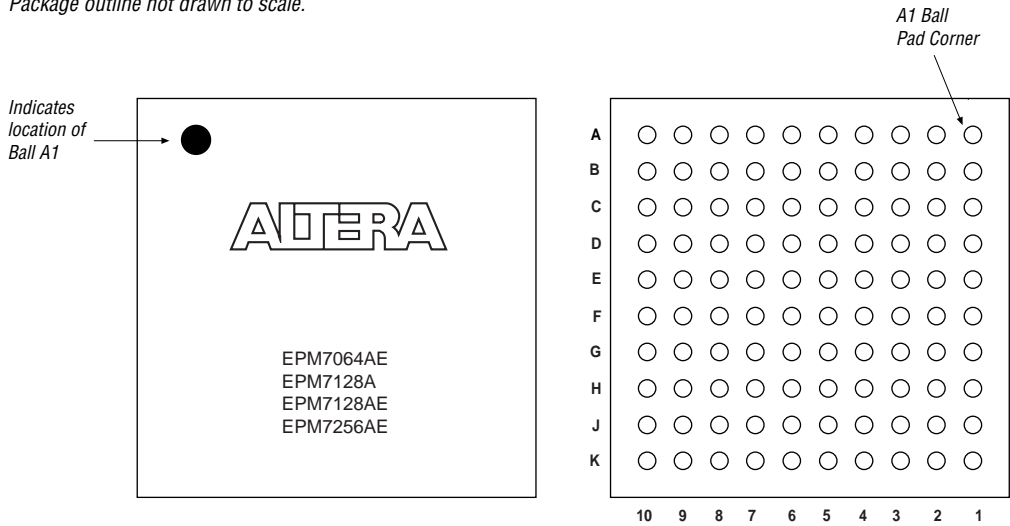 Package outline not drawn to scale.
A1 Ball
Pad Corner
Indicates
location of
Ball A1
ALTERA
EPM7064AE
EPM7128A
EPM7128AE
EPM7256AE
A
B
C
D
E
F
G
H
J
K
10 9 8 7 6 5 4 3 2 1